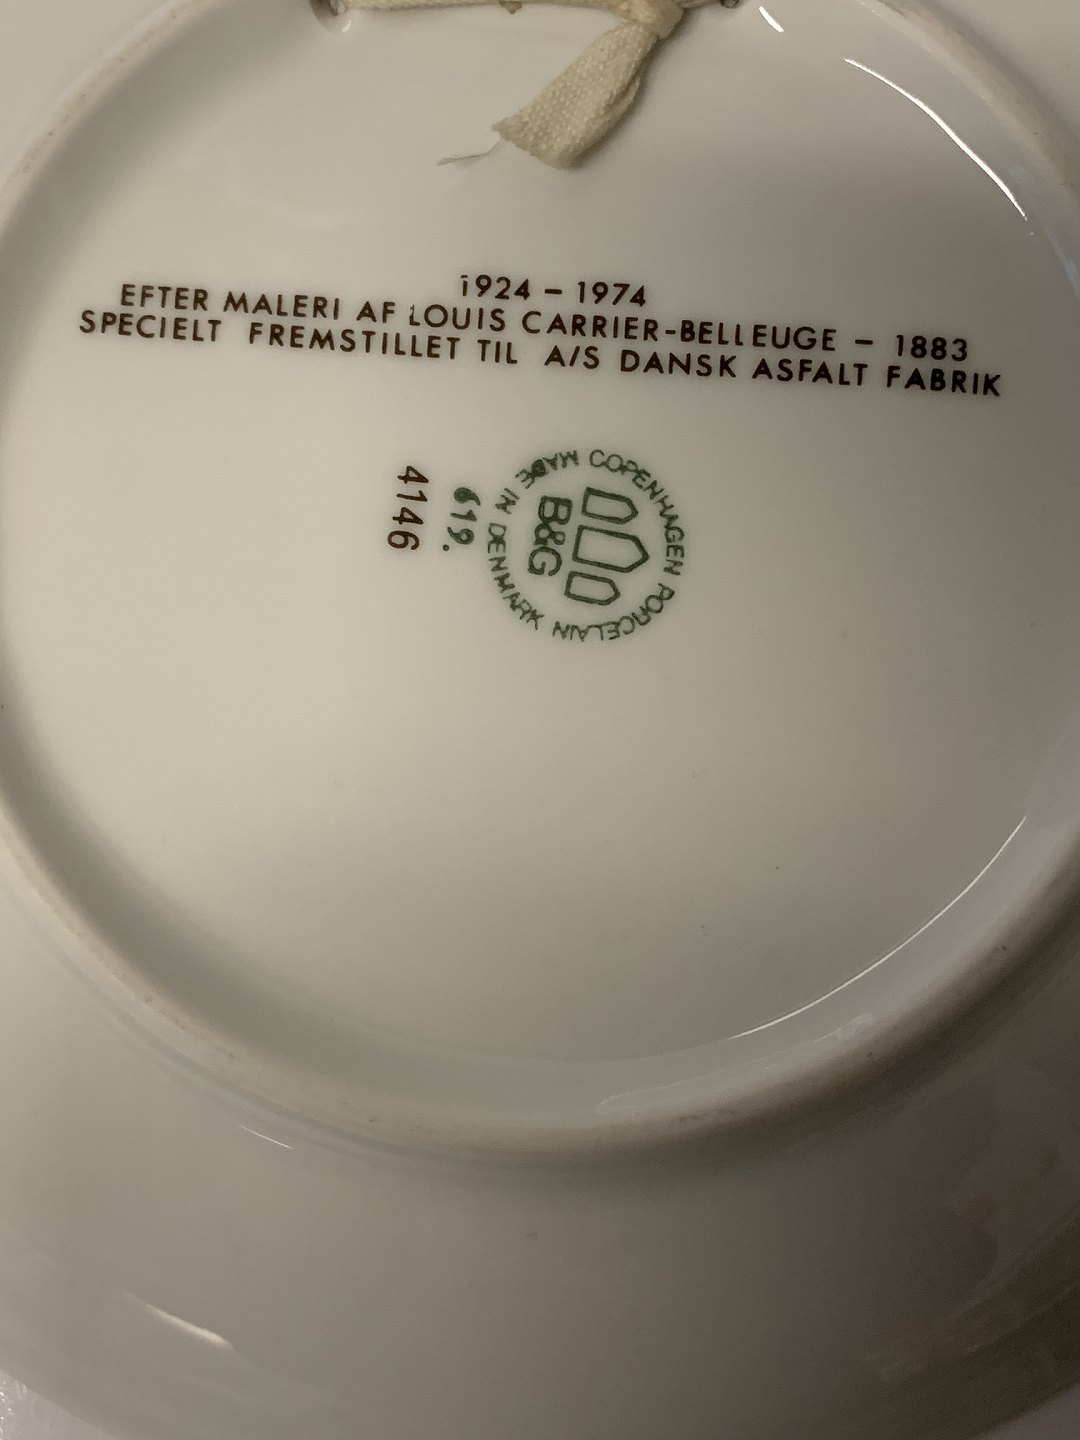 1924 - 1974
EFTER MALERI AF LOUIS CARRIER-BELLEUGE - 1883
SPECIELT FREMSTILLET TIL A/S DANSK ASFALT FABRIK
COPENHAGEN PORCELAIN
MADE IN DENMARK
B&G
619.
4146